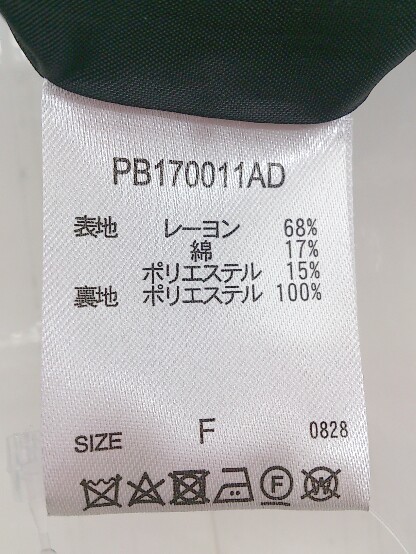 PB170011AD
表地 レーヨン 68%
綿 17%
ポリエステル 15%
裏地 ポリエステル 100%
SIZE F 0828
F W